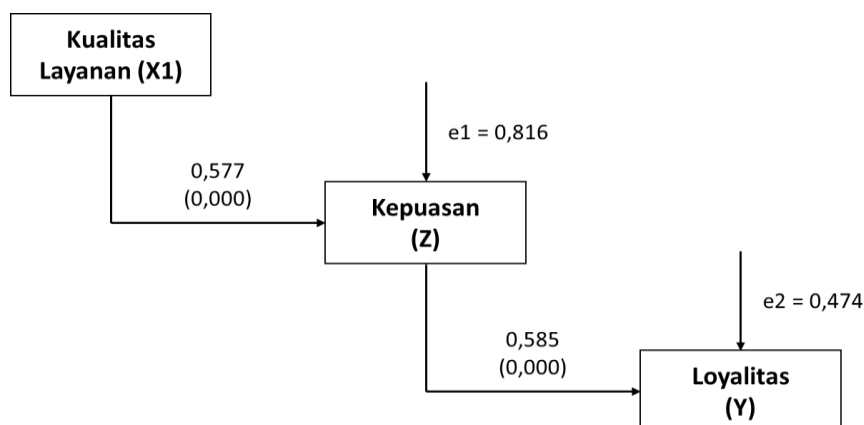 Kualitas
Layanan (X1)
e1 = 0,816
0,577
(0,000)
Kepuasan
(Z)
e2 = 0,474
0,585
(0,000)
Loyalitas
(Y)